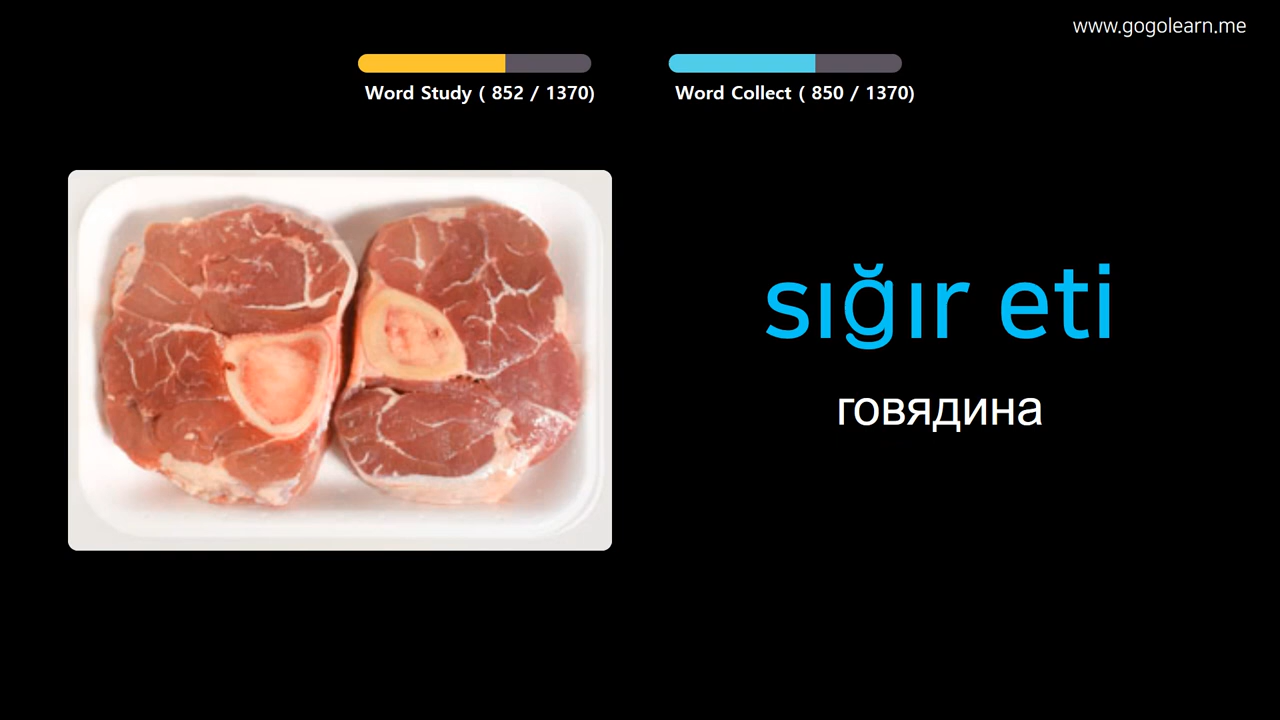 www.gogolearn.me
Word Study ( 852 / 1370)
Word Collect ( 850 / 1370)
sığır eti
говядина